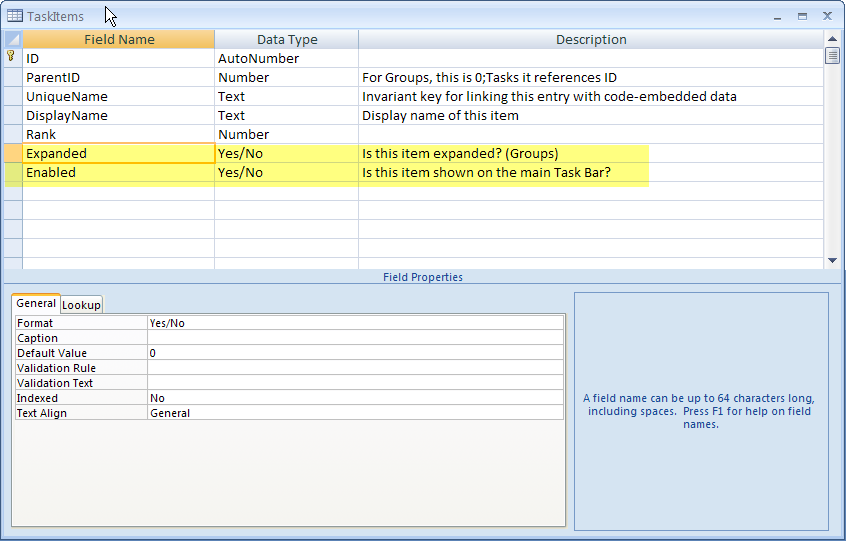 TaskItems
Field Name Data Type Description
ID AutoNumber
ParentID Number For Groups, this is 0;Tasks it references ID
UniqueName Text Invariant key for linking this entry with code-embedded data
DisplayName Text Display name of this item
Rank Number
Expanded Yes/No Is this item expanded? (Groups)
Enabled Yes/No Is this item shown on the main Task Bar?
Field Properties
General Lookup
Format Yes/No
Caption
Default Value 0
Validation Rule
Validation Text
Indexed No
Text Align General
A field name can be up to 64 characters long,
including spaces. Press F1 for help on field
names.